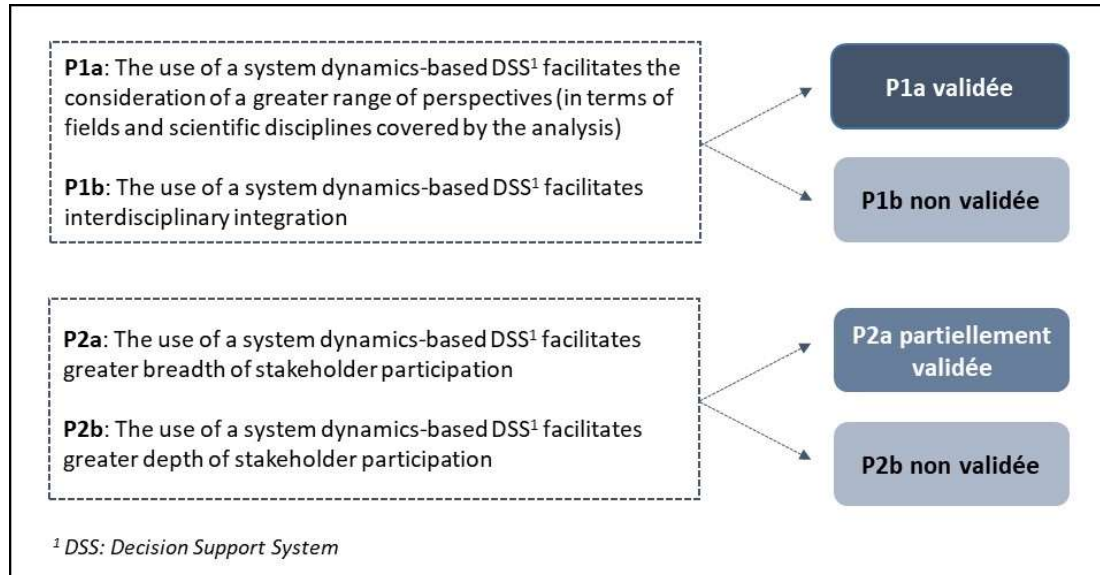 P1a: The use of a system dynamics-based DSS¹ facilitates the
consideration of a greater range of perspectives (in terms of
fields and scientific disciplines covered by the analysis)
P1b: The use of a system dynamics-based DSS¹ facilitates
interdisciplinary integration
P1a validée
P1b non validée
P2a: The use of a system dynamics-based DSS¹ facilitates
greater breadth of stakeholder participation
P2b: The use of a system dynamics-based DSS¹ facilitates
greater depth of stakeholder participation
P2a partiellement
validée
P2b non validée
¹ DSS: Decision Support System